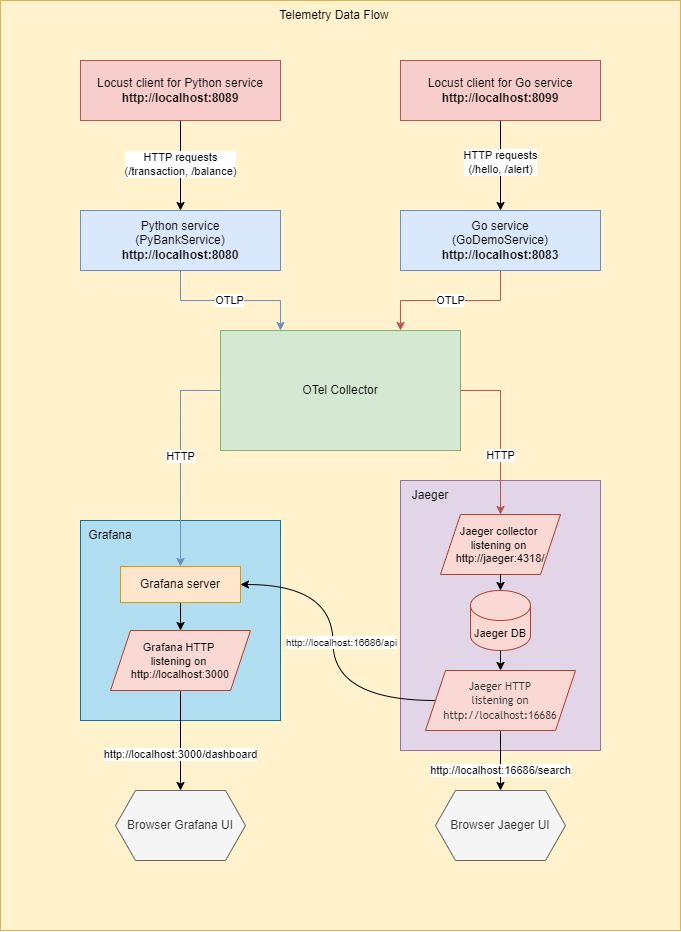 Telemetry Data Flow
Locust client for Python service
http://localhost:8089
Locust client for Go service
http://localhost:8099
HTTP requests
(/transaction, /balance)
HTTP requests
(/hello, /alert)
Python service
(PyBankService)
http://localhost:8080
Go service
(GoDemoService)
http://localhost:8083
OTLP
OTLP
OTel Collector
HTTP
HTTP
Grafana
Grafana server
Grafana HTTP
listening on
http://localhost:3000
Jaeger
Jaeger collector
listening on
http://jaeger:4318/
Jaeger DB
http://localhost:16686/api
Jaeger HTTP
listening on
http://localhost:16686
http://localhost:3000/dashboard
http://localhost:16686/search
Browser Grafana UI
Browser Jaeger UI